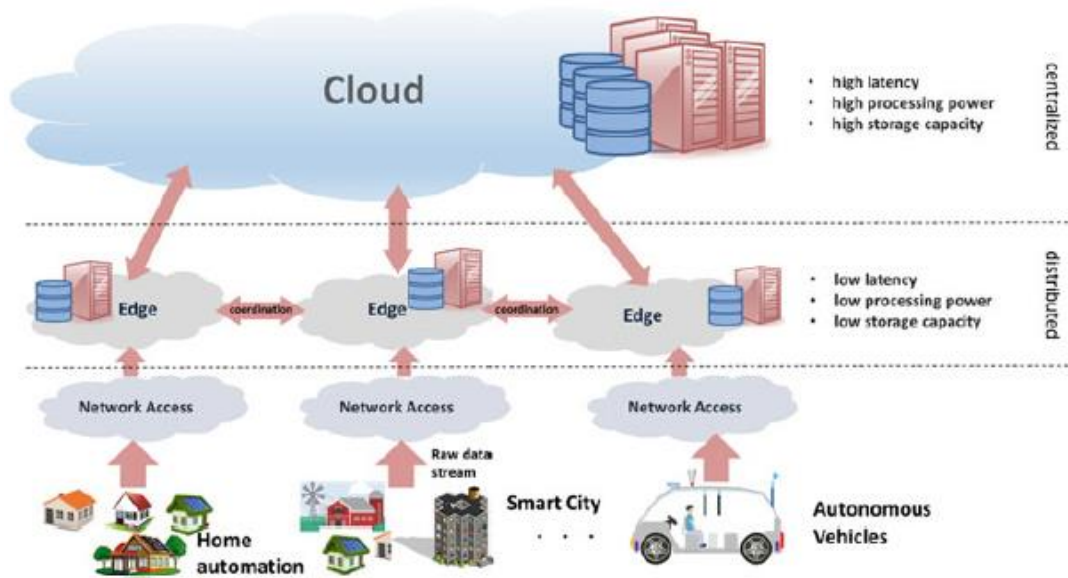 Cloud
• high latency
• high processing power
• high storage capacity
centralized
Edge
coordination
Edge
coordination
Edge
• low latency
• low processing power
• low storage capacity
distributed
Network Access
Network Access
Network Access
Raw data
stream
Smart City
. . .
Home
automation
Autonomous
Vehicles